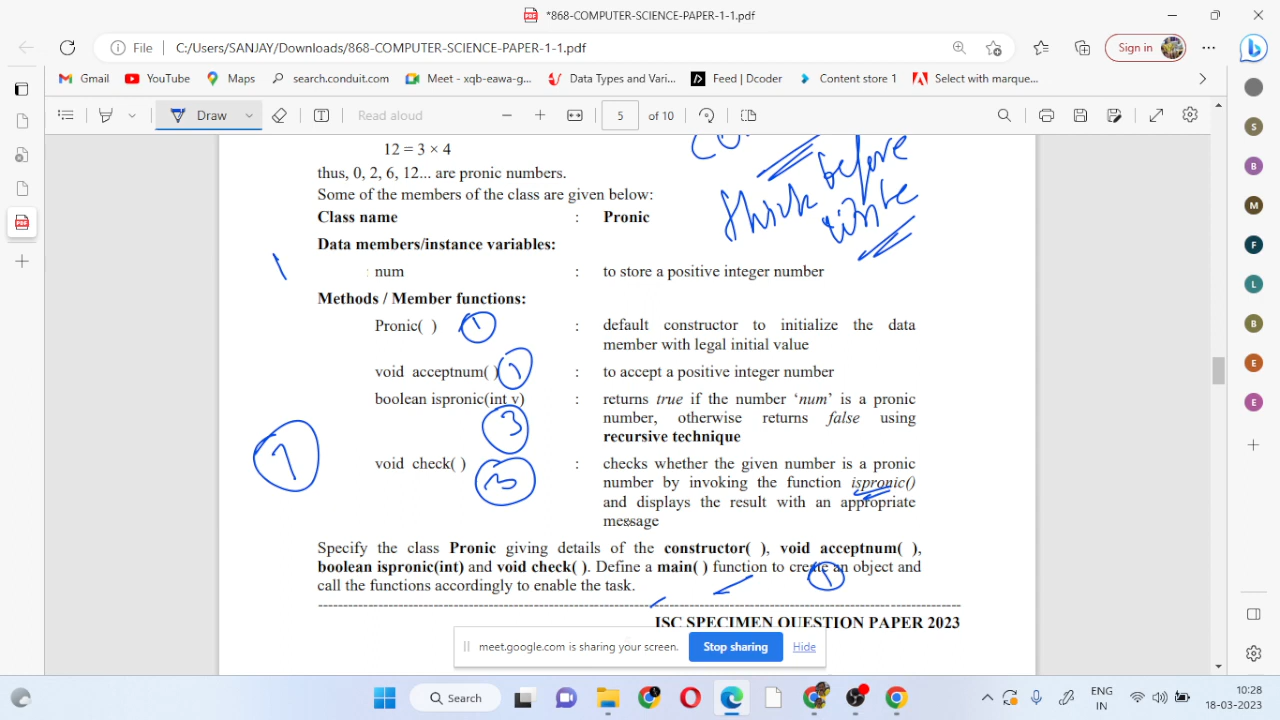 *868-COMPUTER-SCIENCE-PAPER-1-1.pdf
File C:/Users/SANJAY/Downloads/868-COMPUTER-SCIENCE-PAPER-1-1.pdf Sign in
Gmail YouTube Maps search.conduit.com Meet - xqb-eawa-g... Data Types and Vari... Feed | Dcoder Content store 1 Select with marque...
Draw Read aloud 5 of 10
12 = 3 × 4
thus, 0, 2, 6, 12... are pronic numbers.
before
Some of the members of the class are given below:
think write
Class name : Pronic
Data members/instance variables:
num : to store a positive integer number
Methods / Member functions:
Pronic( ) 1 : default constructor to initialize the data
member with legal initial value
void acceptnum( ) 1 : to accept a positive integer number
boolean ispronic(int v) : returns true if the number ‘num’ is a pronic
3 number, otherwise returns false using
recursive technique
void check( ) : checks whether the given number is a pronic
number by invoking the function ispronic()
and displays the result with an appropriate
message
Specify the class Pronic giving details of the constructor( ), void acceptnum( ),
boolean ispronic(int) and void check( ). Define a main( ) function to create an object and
1
call the functions accordingly to enable the task.
ISC SPECIMEN QUESTION PAPER 2023
meet.google.com is sharing your screen. Stop sharing Hide
S
B
M
F
L
B
E
E
Search
ENG
IN
10:28
18-03-2023